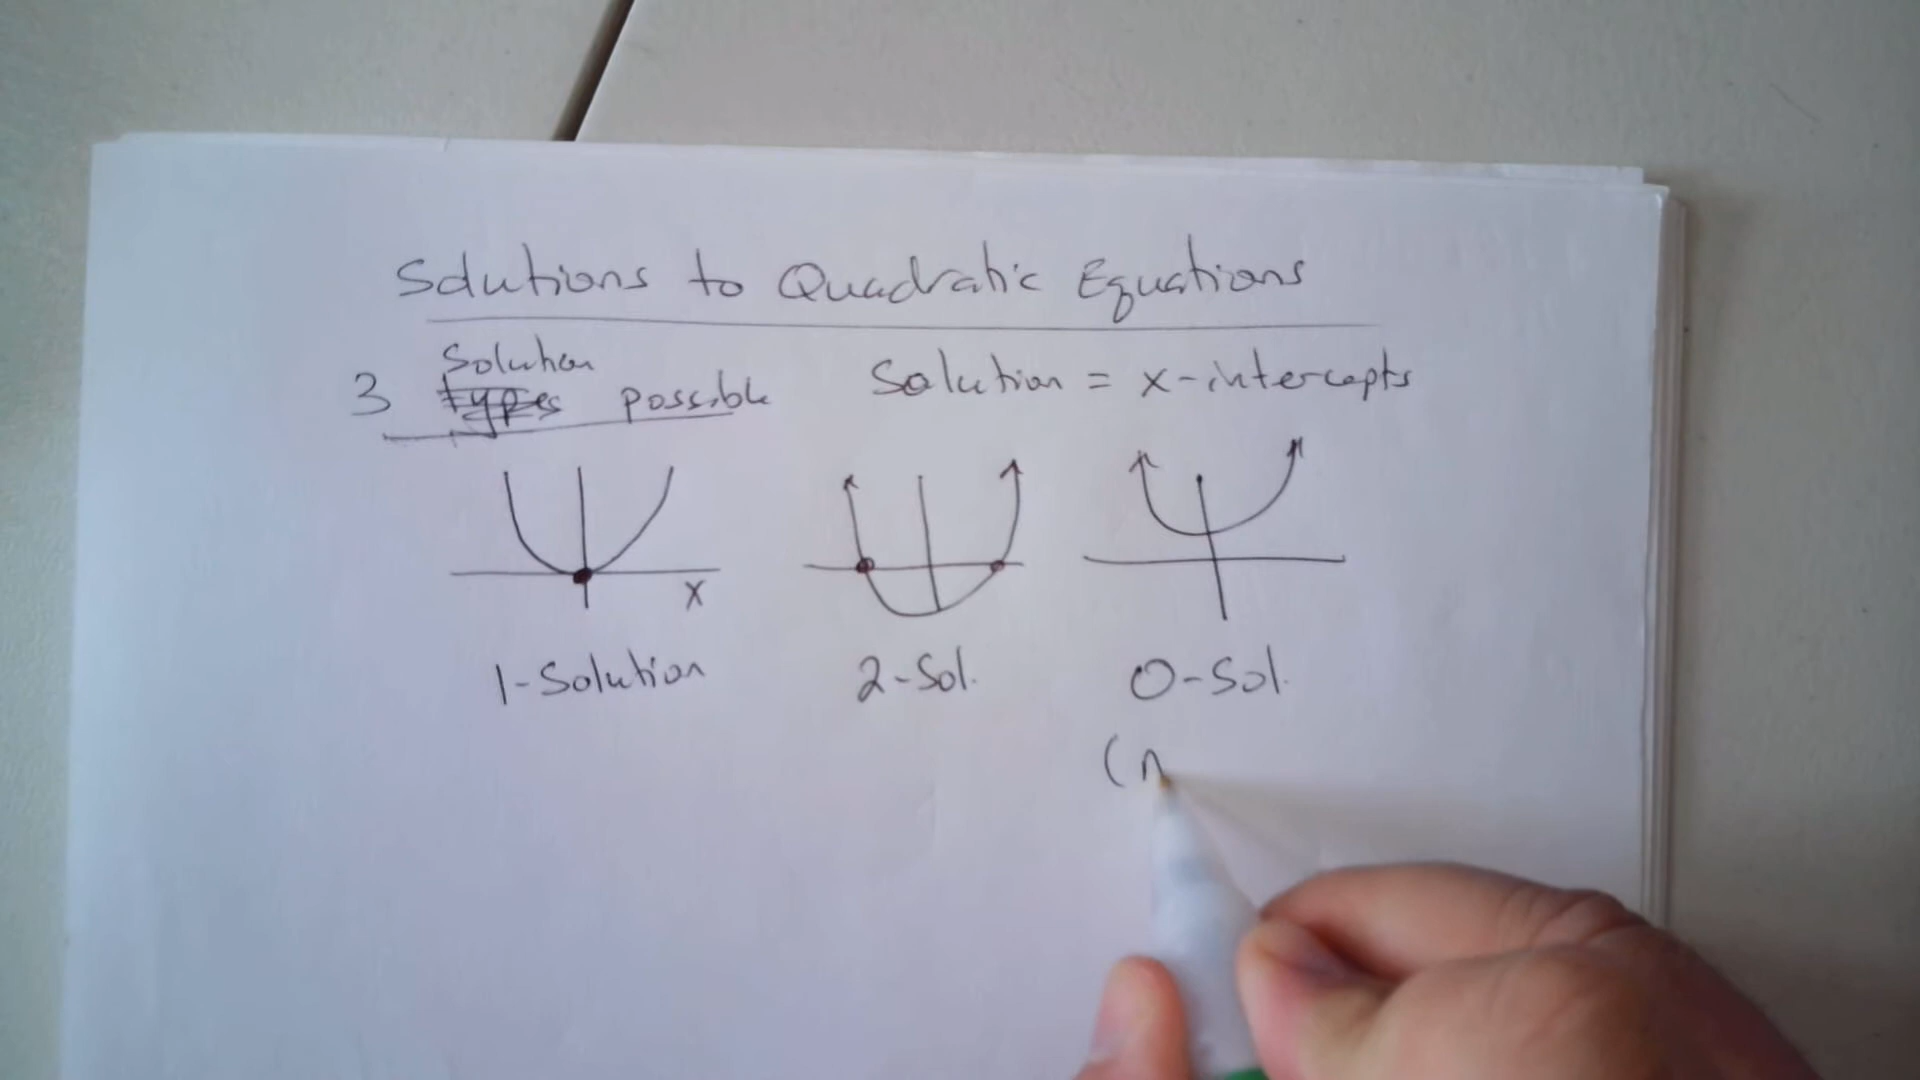 Solutions to Quadratic Equations
Solution
3 types possible
Solution = x-intercepts
x
1-Solution
2-Sol.
0-Sol.
(n